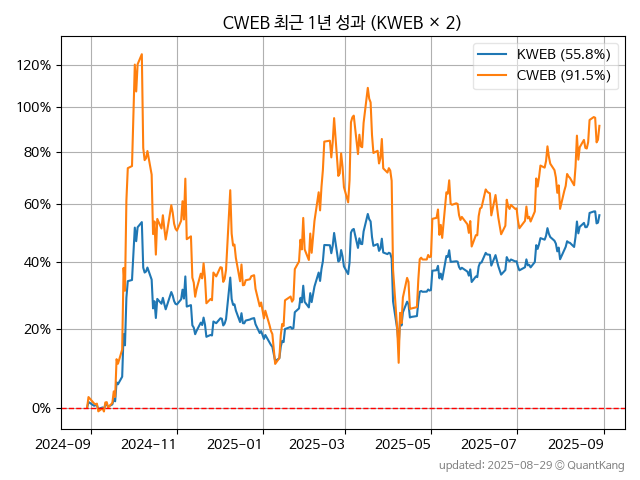 CWEB 최근 1년 성과 (KWEB × 2)
KWEB (55.8%)
CWEB (91.5%)
120%
100%
80%
60%
40%
20%
0%
2024-09 2024-11 2025-01 2025-03 2025-05 2025-07 2025-09
updated: 2025-08-29 © QuantKang